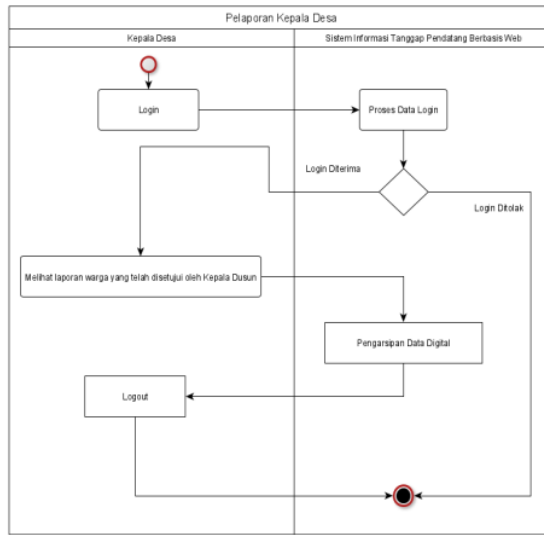 Pelaporan Kepala Desa
Kepala Desa
Sistem Informasi Tanggap Pendatang Berbasis Web
Login
Proses Data Login
Login Diterima
Login Ditolak
Melihat laporan warga yang telah disetujui oleh Kepala Dusun
Pengarsipan Data Digital
Logout